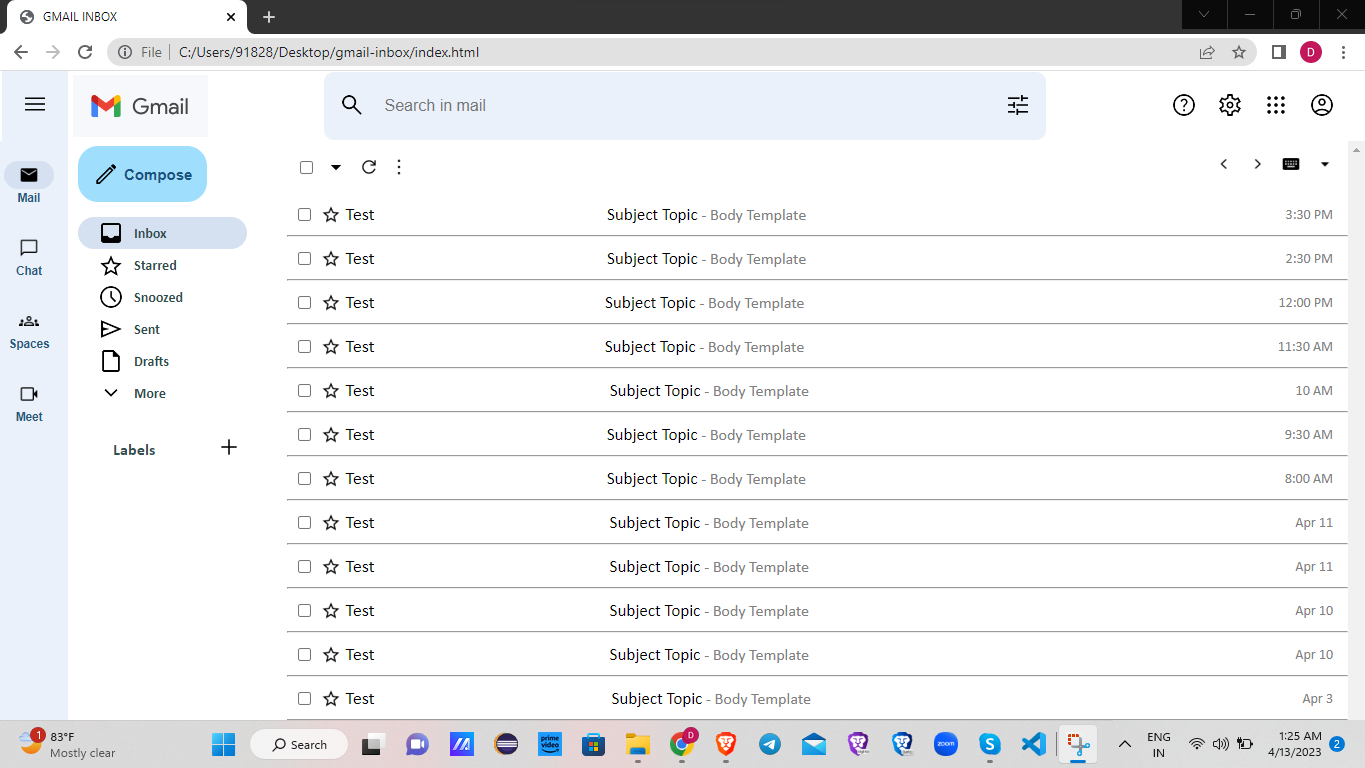 GMAIL INBOX
File C:/Users/91828/Desktop/gmail-inbox/index.html D
Gmail Search in mail
Compose
Mail
Inbox
Starred
Chat
Snoozed
Sent
Spaces
Drafts
More
Meet
Labels
Test Subject Topic - Body Template 3:30 PM
Test Subject Topic - Body Template 2:30 PM
Test Subject Topic - Body Template 12:00 PM
Test Subject Topic - Body Template 11:30 AM
Test Subject Topic - Body Template 10 AM
Test Subject Topic - Body Template 9:30 AM
Test Subject Topic - Body Template 8:00 AM
Test Subject Topic - Body Template Apr 11
Test Subject Topic - Body Template Apr 11
Test Subject Topic - Body Template Apr 10
Test Subject Topic - Body Template Apr 10
Test Subject Topic - Body Template Apr 3
1 83°F
Mostly clear
Search
prime video
D
zoom
ENG
IN
1:25 AM
4/13/2023
2